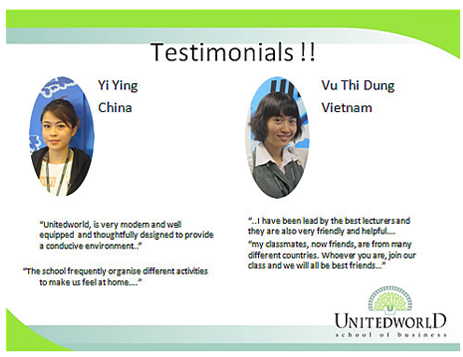 Testimonials !!
Yi Ying
China
"Unitedworld, is very modern and well
equipped and thoughtfully designed to provide
a conducive environment.."
"The school frequently organise different activities
to make us feel at home...."
Vu Thi Dung
Vietnam
"..I have been lead by the best lecturers and
they are also very friendly and helpful....
"my classmates, now friends, are from many
different countries. Whoever you are, join our
class and we will all be best friends..."
UNITEDWORLD
school of business